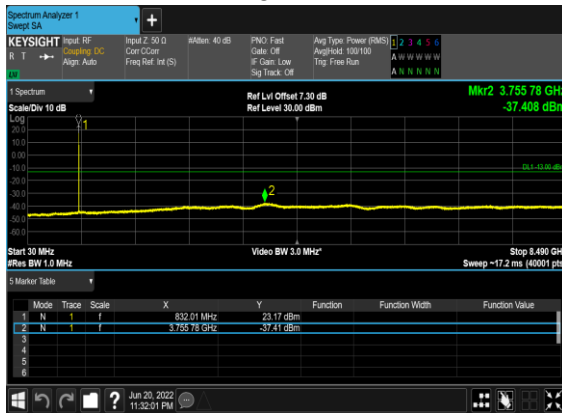 Spectrum Analyzer 1
Swept SA
KEYSIGHT Input: RF Input Z: 50 Ω #Atten: 40 dB PNO: Fast Avg Type: Power (RMS) 1 2 3 4 5 6
R T Coupling: DC Corr CCorr Gate: Off Avg|Hold: 100/100 A W W W W W
Align: Auto Freq Ref: Int (S) IF Gain: Low Trig: Free Run
Sig Track: Off A N N N N N
1 Spectrum Ref Lvl Offset 7.30 dB Mkr2 3.755 78 GHz
Scale/Div 10 dB Ref Level 30.00 dBm -37.408 dBm
Log
20.0
10.0
0.00
-10.0
-20.0
-30.0
-40.0
-50.0
-60.0
1
2
DL1 -13.00 dBm
Start 30 MHz Video BW 3.0 MHz* Stop 8.490 GHz
#Res BW 1.0 MHz Sweep ~17.2 ms (40001 pts)
5 Marker Table
Mode Trace Scale X Y Function Function Width Function Value
1 N 1 f 832.01 MHz 23.17 dBm
2 N 1 f 3.755 78 GHz -37.41 dBm
3
4
5
6
Jun 20, 2022
11:32:01 PM